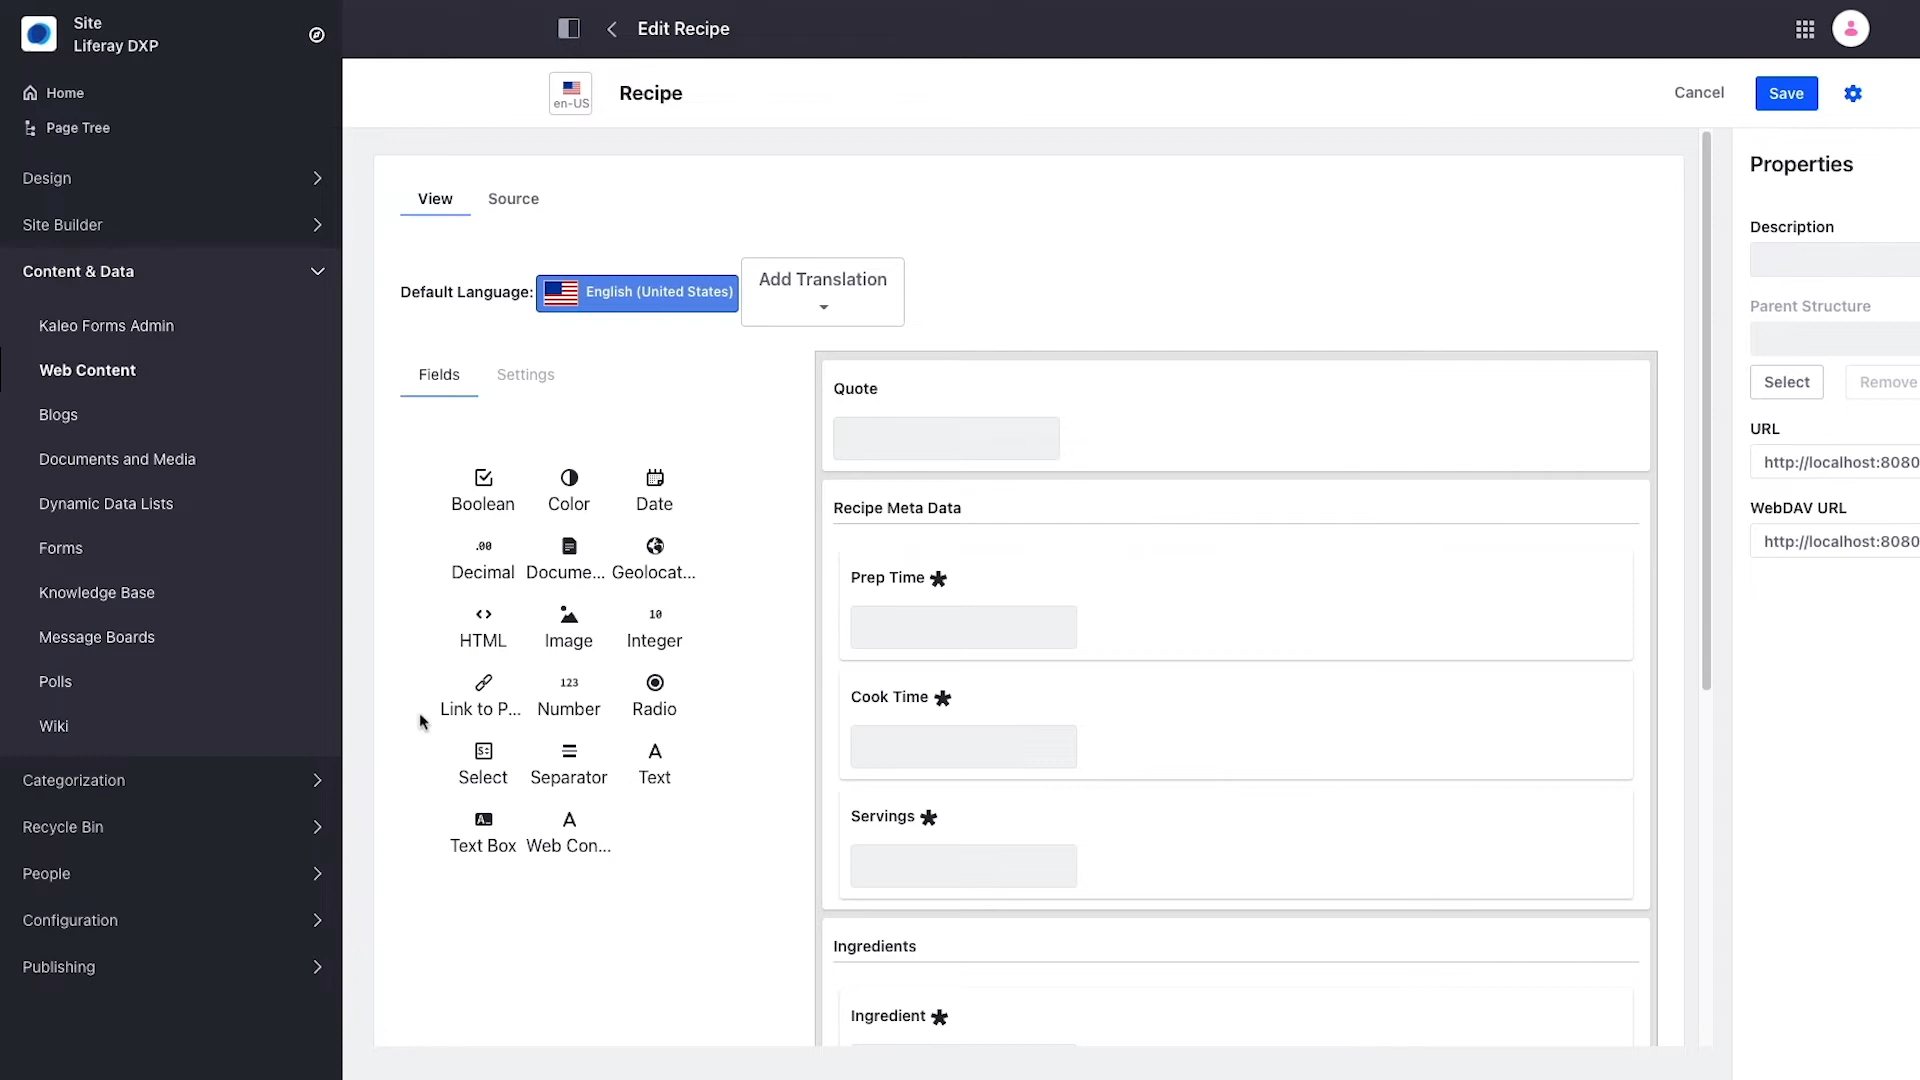 Site
Liferay DXP
Home
Page Tree
Design
Site Builder
Content & Data
Kaleo Forms Admin
Web Content
Blogs
Documents and Media
Dynamic Data Lists
Forms
Knowledge Base
Message Boards
Polls
Wiki
Categorization
Recycle Bin
People
Configuration
Publishing
Edit Recipe
en-US
Recipe
Cancel
Save
View
Source
Default Language:
English (United States)
Add Translation
Fields
Settings
Boolean
Color
Date
.00
Decimal
Docume...
Geolocat...
HTML
Image
10
Integer
Link to P...
123
Number
Radio
Select
Separator
A
Text
Text Box
A
Web Con...
Quote
Recipe Meta Data
Prep Time
Cook Time
Servings
Ingredients
Ingredient
Properties
Description
Parent Structure
Select
Remove
URL
http://localhost:8080
WebDAV URL
http://localhost:8080